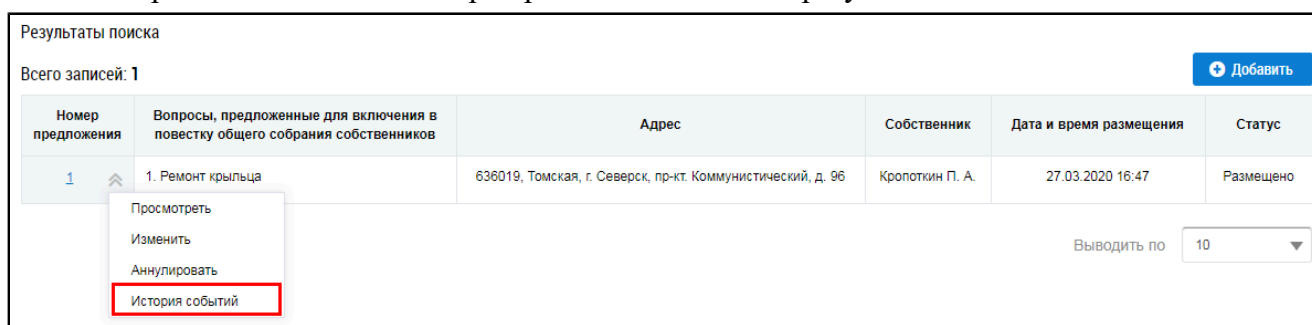 Результаты поиска
Всего записей: 1
Добавить
Номер предложения
Вопросы, предложенные для включения в повестку общего собрания собственников
Адрес
Собственник
Дата и время размещения
Статус
1
1. Ремонт крыльца
636019, Томская, г. Северск, пр-кт. Коммунистический, д. 96
Кропоткин П. А.
27.03.2020 16:47
Размещено
Просмотреть
Изменить
Аннулировать
История событий
Выводить по
10